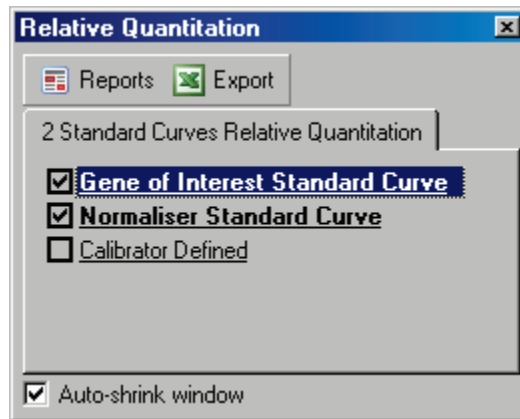 Relative Quantitation
Reports Export
2 Standard Curves Relative Quantitation
Gene of Interest Standard Curve
Normaliser Standard Curve
Calibrator Defined
Auto-shrink window